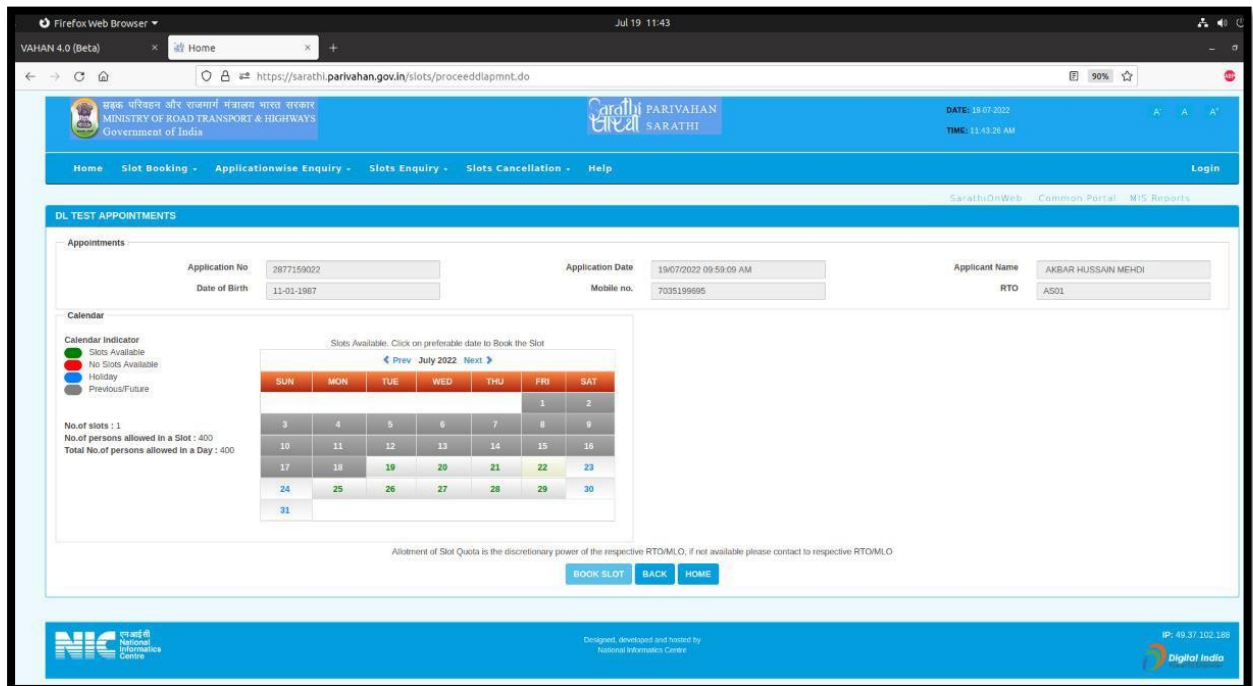 Firefox Web Browser
Jul 19 11:43
VAHAN 4.0 (Beta)
Home
https://sarathi.parivahan.gov.in/slots/proceeddlapmnt.do
90%
सड़क परिवहन और राजमार्ग मंत्रालय भारत सरकार
MINISTRY OF ROAD TRANSPORT & HIGHWAYS
Government of India
Sarathi
सारथी
PARIVAHAN
SARATHI
DATE: 19-07-2022
TIME: 11:43:26 AM
A- A A+
Home Slot Booking Applicationwise Enquiry Slots Enquiry Slots Cancellation Help Login
SarathiOnWeb Common Portal MIS Reports
DL TEST APPOINTMENTS
Appointments
Application No 2877159022 Application Date 19/07/2022 09:59:09 AM Applicant Name AKBAR HUSSAIN MEHDI
Date of Birth 11-01-1987 Mobile no. 7035199695 RTO AS01
Calendar
Calendar Indicator
Slots Available
No Slots Available
Holiday
Previous/Future
No.of slots : 1
No.of persons allowed in a Slot : 400
Total No.of persons allowed in a Day : 400
Slots Available. Click on preferable date to Book the Slot
Prev July 2022 Next
SUN MON TUE WED THU FRI SAT
1 2
3 4 5 6 7 8 9
10 11 12 13 14 15 16
17 18 19 20 21 22 23
24 25 26 27 28 29 30
31
Allotment of Slot Quota is the discretionary power of the respective RTO/MLO, if not available please contact to respective RTO/MLO
BOOK SLOT BACK HOME
NIC
एन आई सी
National
Informatics
Centre
Designed, developed and hosted by
National Informatics Centre
IP: 49.37.102.188
Digital India